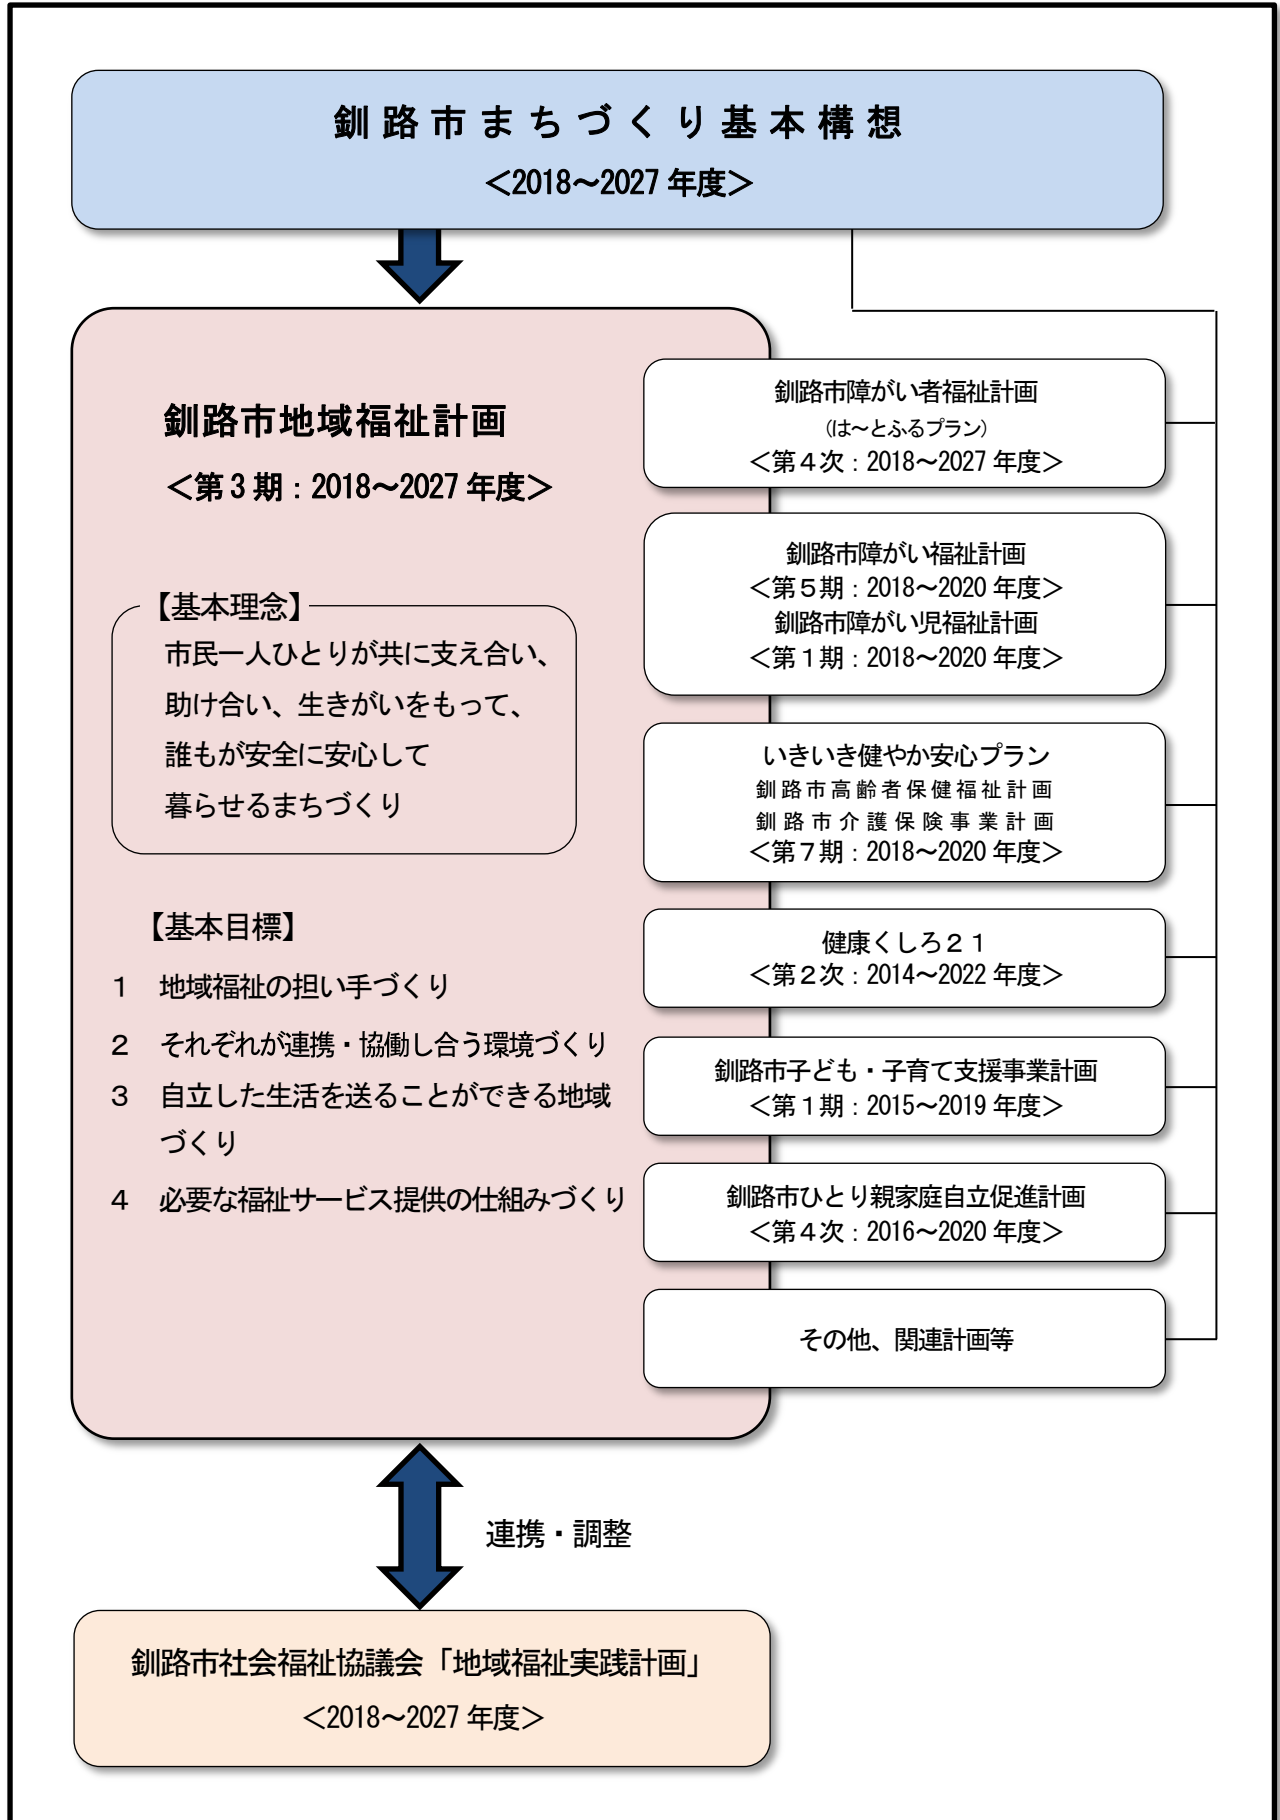 釧路市まちづくり基本構想
＜2018～2027 年度＞
釧路市地域福祉計画
＜第３期：2018～2027 年度＞
【基本理念】
市民一人ひとりが共に支え合い、
助け合い、生きがいをもって、
誰もが安全に安心して
暮らせるまちづくり
【基本目標】
１　地域福祉の担い手づくり
２　それぞれが連携・協働し合う環境づくり
３　自立した生活を送ることができる地域
づくり
４　必要な福祉サービス提供の仕組みづくり
釧路市障がい者福祉計画
（は～とふるプラン）
＜第４次：2018～2027 年度＞
釧路市障がい福祉計画
＜第５期：2018～2020 年度＞
釧路市障がい児福祉計画
＜第１期：2018～2020 年度＞
いきいき健やか安心プラン
釧路市高齢者保健福祉計画
釧路市介護保険事業計画
＜第７期：2018～2020 年度＞
健康くしろ２１
＜第２次：2014～2022 年度＞
釧路市子ども・子育て支援事業計画
＜第１期：2015～2019 年度＞
釧路市ひとり親家庭自立促進計画
＜第４次：2016～2020 年度＞
その他、関連計画等
連携・調整
釧路市社会福祉協議会「地域福祉実践計画」
＜2018～2027 年度＞